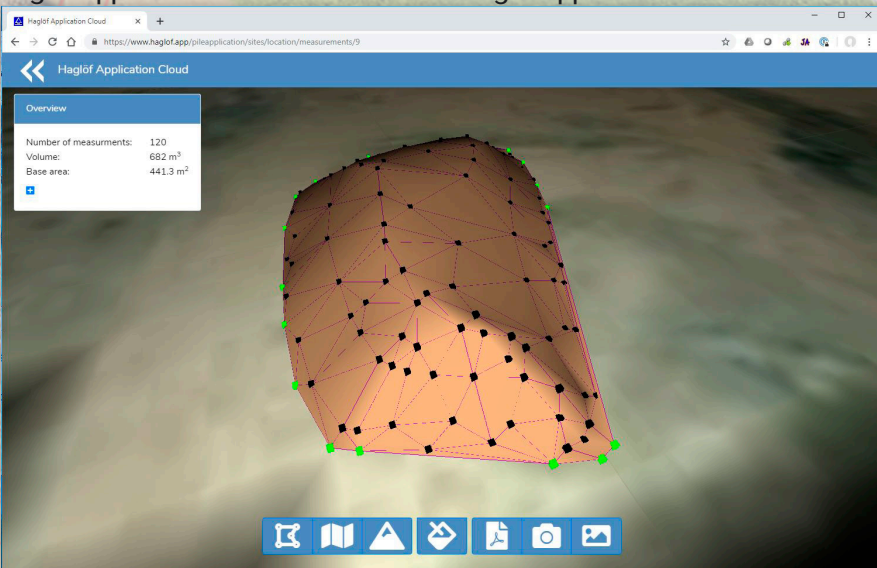 Haglöf Application Cloud
https://www.haglof.app/pileapplication/sites/location/measurements/9
JA
Haglöf Application Cloud
Overview
Number of measurments: 120
Volume: 682 m³
Base area: 441.3 m²